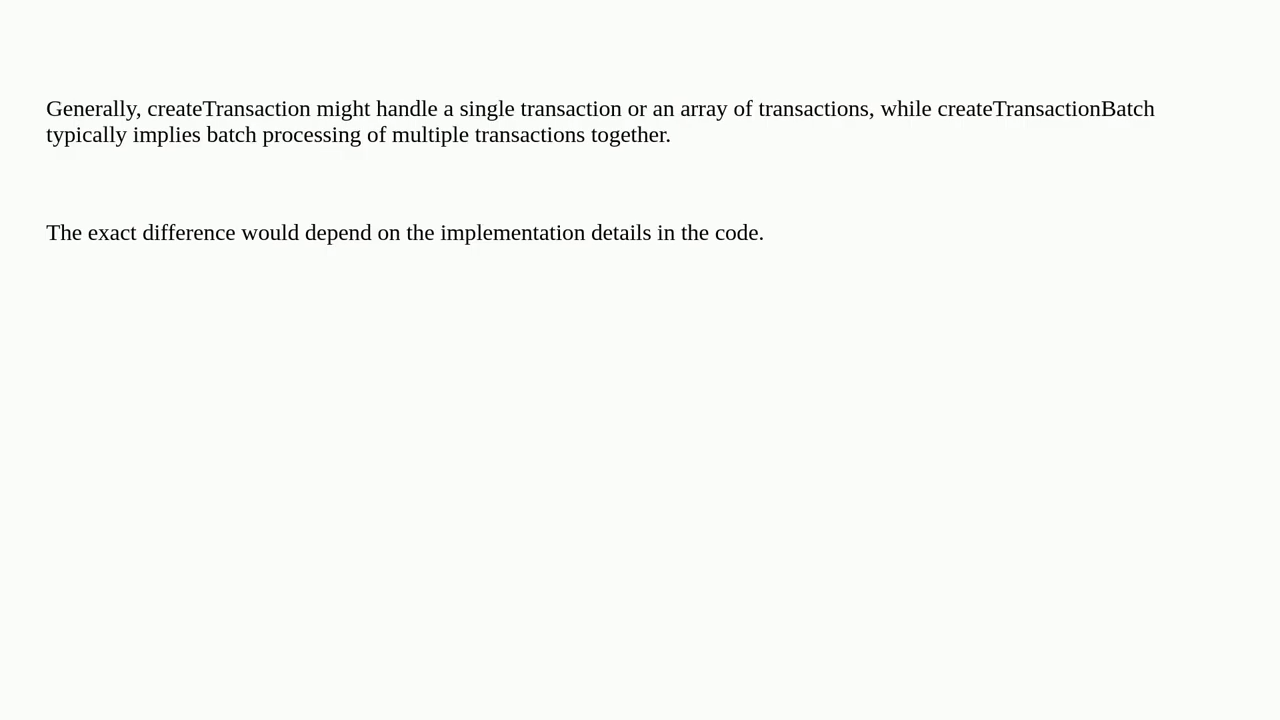 Generally, createTransaction might handle a single transaction or an array of transactions, while createTransactionBatch
typically implies batch processing of multiple transactions together.
The exact difference would depend on the implementation details in the code.